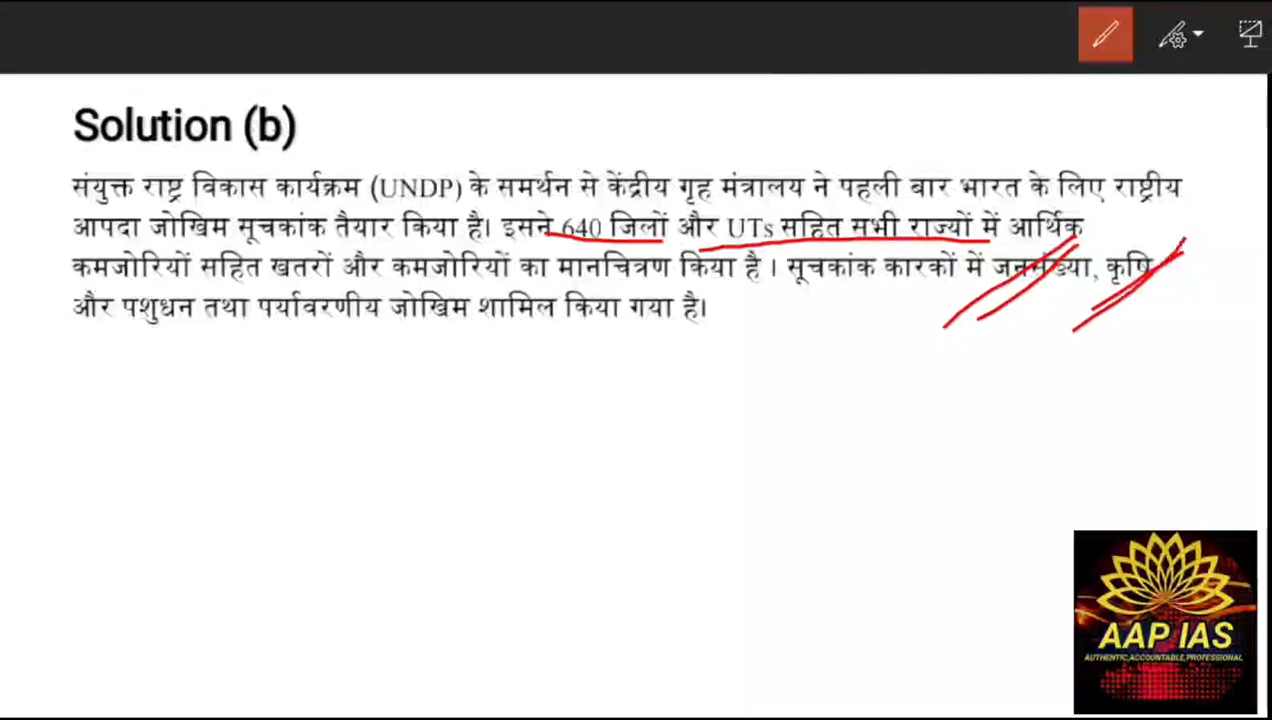 Solution (b)
संयुक्त राष्ट्र विकास कार्यक्रम (UNDP) के समर्थन से केंद्रीय गृह मंत्रालय ने पहली बार भारत के लिए राष्ट्रीय
आपदा जोखिम सूचकांक तैयार किया है। इसने 640 जिलों और UTs सहित सभी राज्यों में आर्थिक
कमजोरियों सहित खतरों और कमजोरियों का मानचित्रण किया है । सूचकांक कारकों में जनसंख्या, कृषि
और पशुधन तथा पर्यावरणीय जोखिम शामिल किया गया है।
AAP IAS
AUTHENTIC,ACCOUNTABLE,PROFESSIONAL